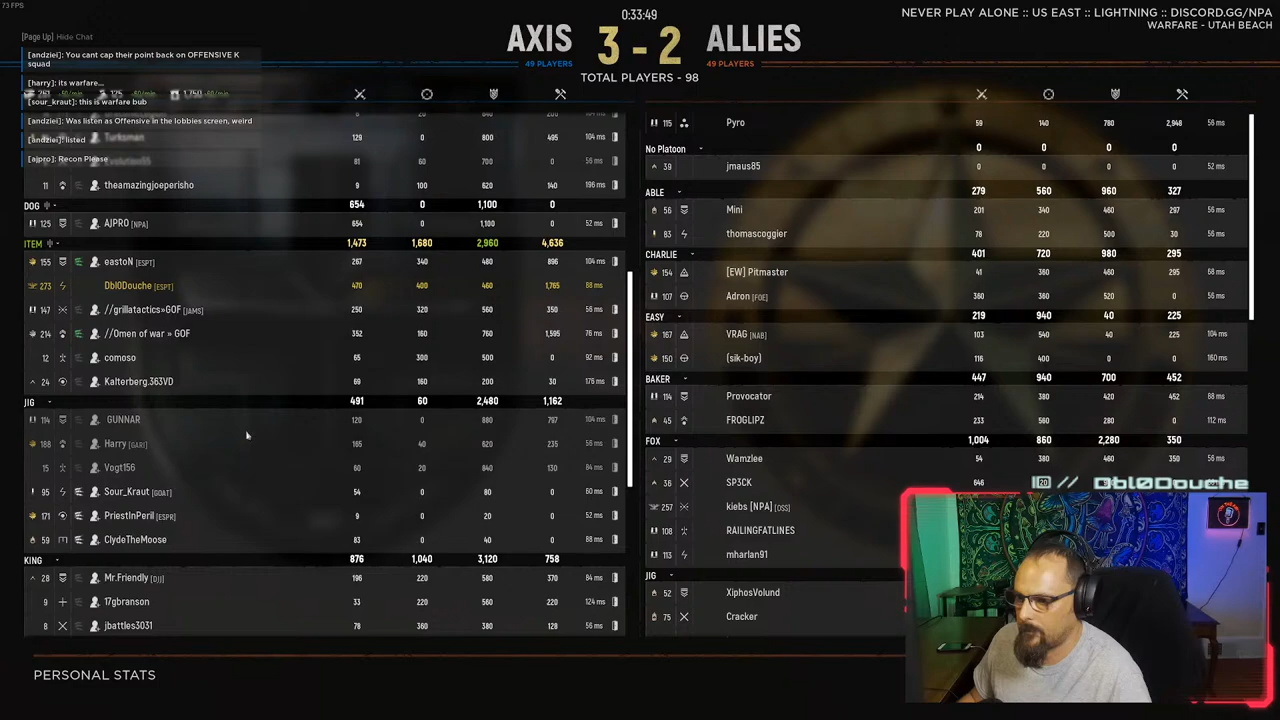 73 FPS
0:33:49
NEVER PLAY ALONE :: US EAST :: LIGHTNING :: DISCORD.GG/NPA
WARFARE - UTAH BEACH
AXIS 3 - 2 ALLIES
49 PLAYERS 49 PLAYERS
TOTAL PLAYERS - 98
[Page Up] Hide Chat
[andziei]: You cant cap their point back on OFFENSIVE K
squad
[harry]: its warfare...
[sour_kraut]: this is warfare bub
[andziei]: Was listen as Offensive in the lobbies screen, weird
[andziei]: listed
[ajpro]: Recon Please
Turksman 129 0 800 495
81 60 700 0 56 ms
11 theamazingjoeperisho 9 100 620 140 196 ms
DOG 654 0 1,100 0
125 AJPRO [NPA] 654 0 1,100 0 52 ms
ITEM 1,473 1,680 2,960 4,636
155 eastoN [ESPT] 267 340 480 896 104 ms
273 Dbl0Douche [ESPT] 470 400 460 1,765 88 ms
147 //grillatactics»GOF [JAMS] 250 320 560 350 56 ms
214 //Omen of war » GOF 352 160 760 1,595 76 ms
12 comoso 65 300 500 0 92 ms
24 Kalterberg.363VD 69 160 200 30 176 ms
JIG 491 60 2,480 1,162
114 GUNNAR 120 0 880 797 104 ms
188 Harry [GARI] 165 40 620 235 56 ms
15 Vogt156 60 20 840 130 84 ms
95 Sour_Kraut [GOAT] 54 0 80 0 60 ms
171 PriestInPeril [ESPR] 9 0 20 0 52 ms
59 ClydeTheMoose 83 0 40 0 88 ms
KING 876 1,040 3,120 758
28 Mr.Friendly [DJJ] 196 220 580 370 84 ms
9 17gbranson 33 220 560 220 124 ms
8 jbattles3031 78 360 380 128 56 ms
PERSONAL STATS
115 Pyro 59 140 780 2,948 56 ms
No Platoon 0 0 0 0
39 jmaus85 0 0 0 0 52 ms
ABLE 279 560 960 327
56 Mini 201 340 460 297 56 ms
83 thomascoggier 78 220 500 30 56 ms
CHARLIE 401 720 980 295
154 [EW] Pitmaster 41 360 460 295 68 ms
107 Adron [FOE] 360 360 520 0 56 ms
EASY 219 940 40 225
167 VRAG [NAB] 103 540 40 225 104 ms
150 (sik-boy) 116 400 0 0 160 ms
BAKER 447 940 700 452
114 Provocator 214 380 420 452 88 ms
45 FROGLIPZ 233 560 280 0 112 ms
FOX 1,004 860 2,280 350
29 Wamzlee 54 380 460 350 56 ms
36 SP3CK 646 20
257 kiebs [NPA] [OSS]
108 RAILINGFATLINES
113 mharlan91
JIG
52 XiphosVolund
75 Cracker
// Dbl0Douche